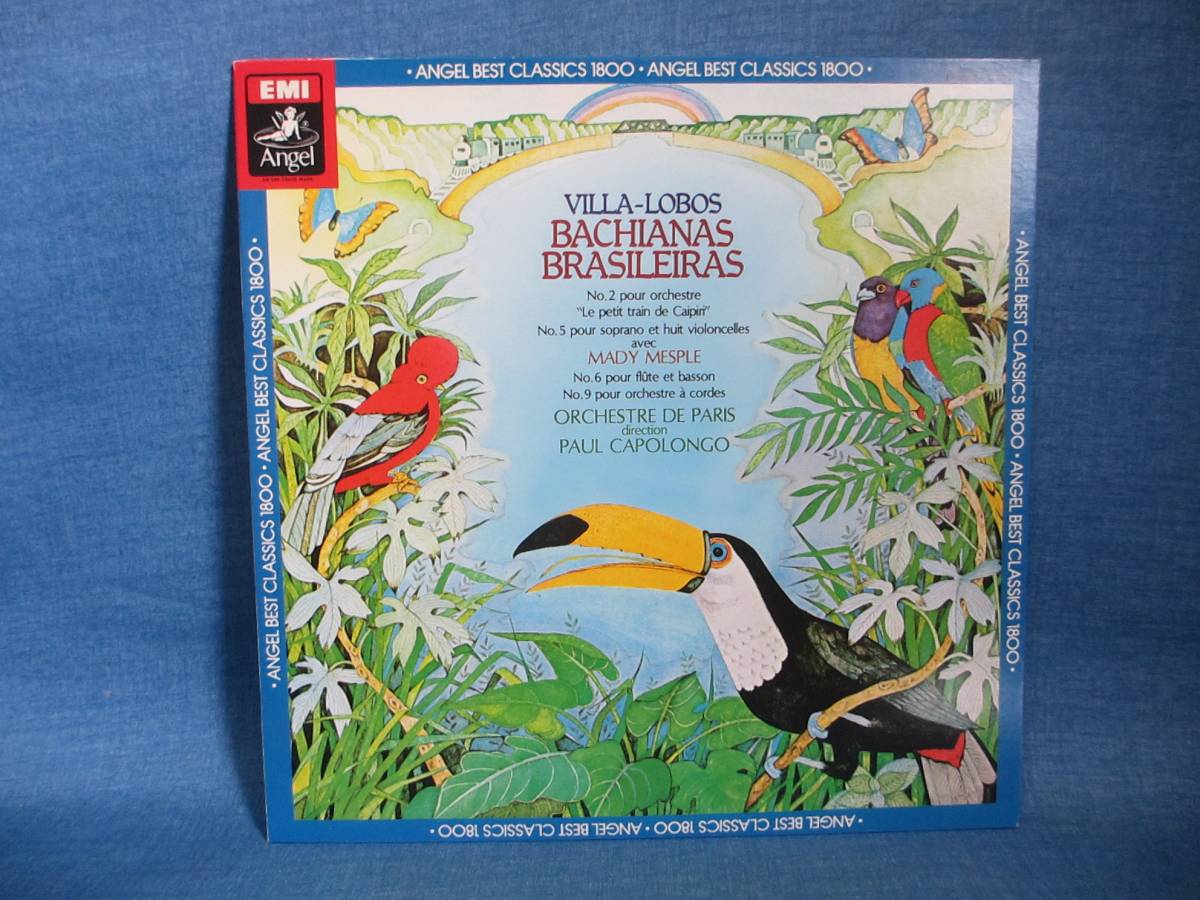 · ANGEL BEST CLASSICS 1800 · ANGEL BEST CLASSICS 1800 ·
EMI
Angel
VILLA-LOBOS
BACHIANAS
BRASILEIRAS
No.2 pour orchestre
"Le petit train de Caipiri"
No.5 pour soprano et huit violoncelles
avec
MADY MESPLE
No.6 pour flûte et basson
No.9 pour orchestre à cordes
ORCHESTRE DE PARIS
direction
PAUL CAPOLONGO
· ANGEL BEST CLASSICS 1800 · ANGEL BEST CLASSICS 1800 ·
· ANGEL BEST CLASSICS 1800 · ANGEL BEST CLASSICS 1800 ·
· ANGEL BEST CLASSICS 1800 · ANGEL BEST CLASSICS 1800 ·